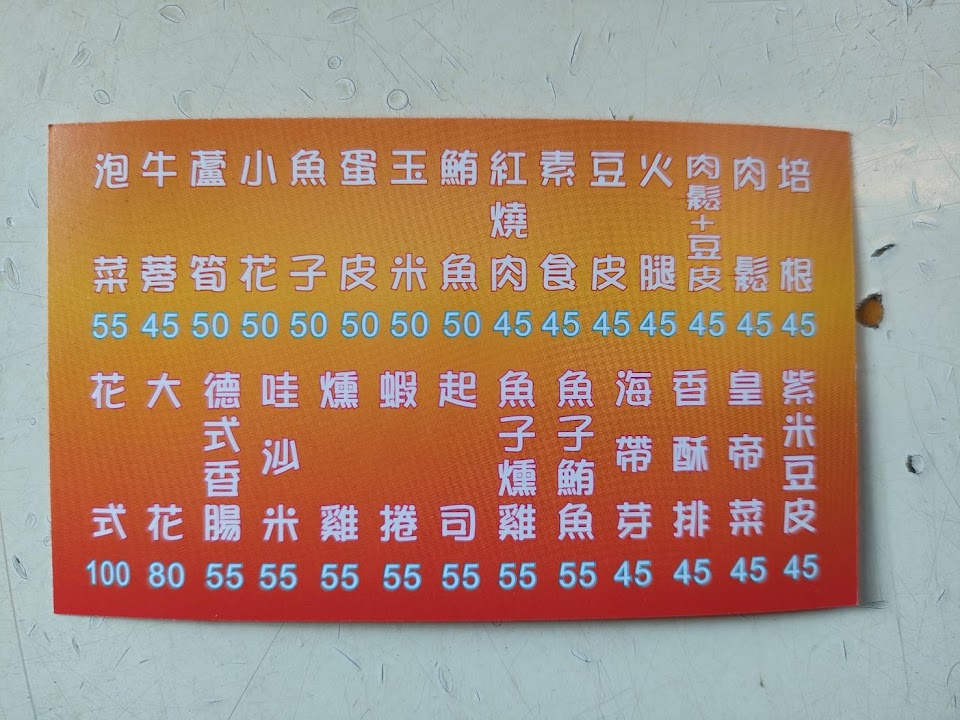 培根 45
肉鬆 45
肉鬆+豆皮 45
火腿 45
豆皮 45
素食 45
紅燒肉 45
鮪魚 50
玉米 50
蛋皮 50
魚子 50
小花 50
蘆筍 50
牛蒡 45
泡菜 55
紫米豆皮 45
皇帝菜 45
香酥排 45
海帶芽 45
魚子鮪魚 55
魚子燻雞 55
起司 55
蝦捲 55
燻雞 55
哇沙米 55
德式香腸 55
大花 80
花式 100